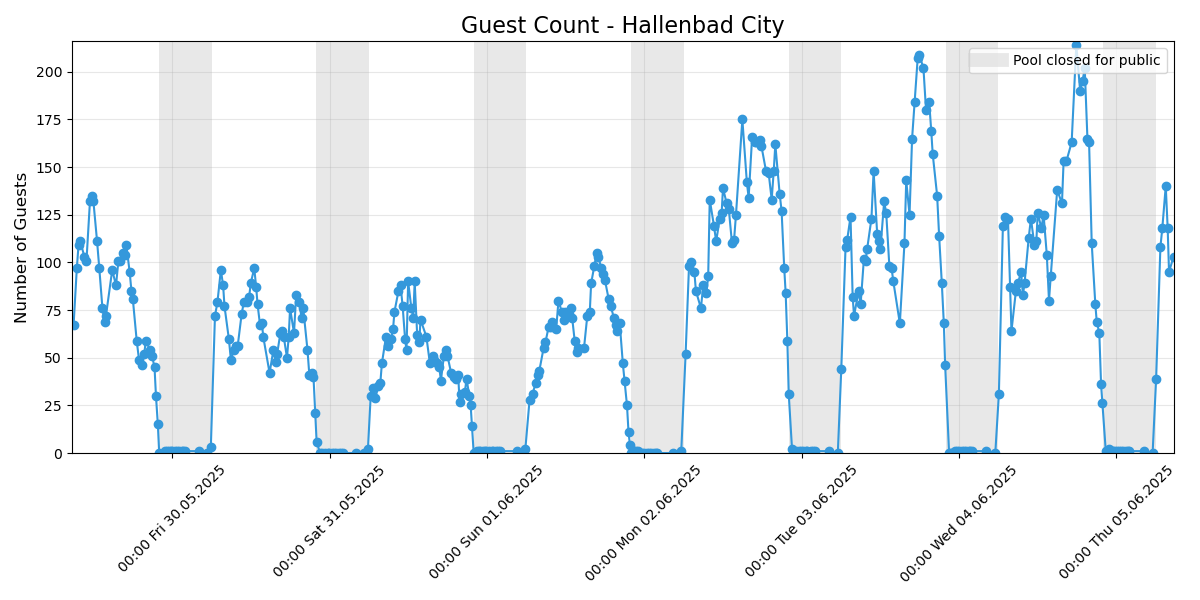 Guest Count - Hallenbad City
Pool closed for public
Number of Guests
200
175
150
125
100
75
50
25
0
00:00 Fri 30.05.2025
00:00 Sat 31.05.2025
00:00 Sun 01.06.2025
00:00 Mon 02.06.2025
00:00 Tue 03.06.2025
00:00 Wed 04.06.2025
00:00 Thu 05.06.2025